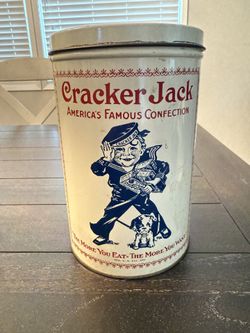 Cracker Jack
AMERICA'S FAMOUS CONFECTION
THE MORE YOU EAT-THE MORE YOU WANT